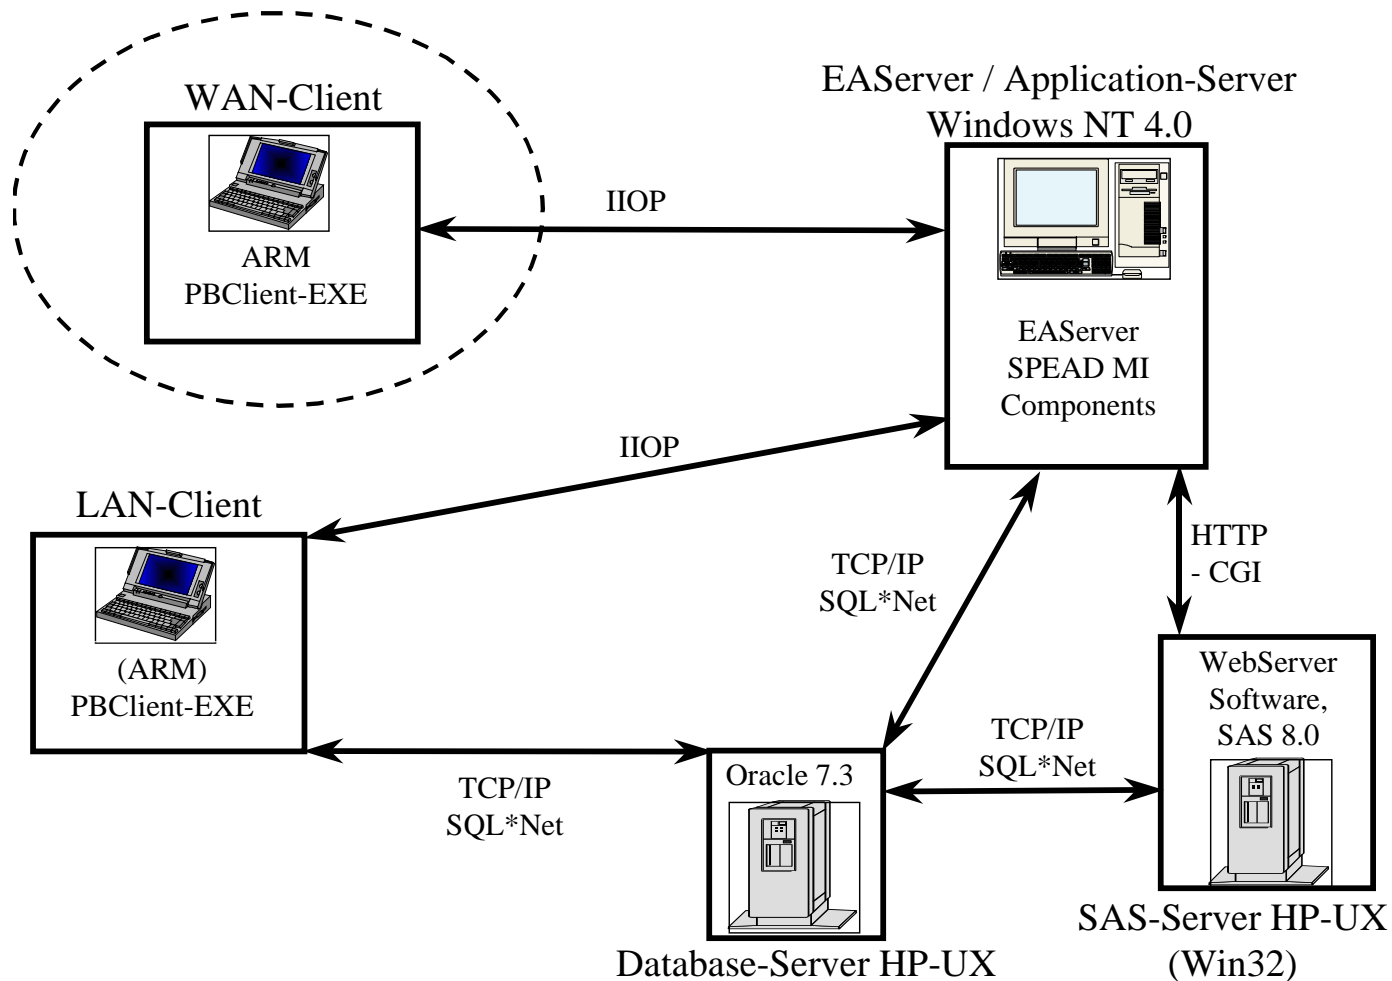 WAN-Client
ARM
PBClient-EXE
IIOP
EAServer / Application-Server
Windows NT 4.0
EAServer
SPEAD MI
Components
IIOP
LAN-Client
(ARM)
PBClient-EXE
TCP/IP
SQL*Net
HTTP
- CGI
TCP/IP
SQL*Net
Oracle 7.3
Database-Server HP-UX
TCP/IP
SQL*Net
WebServer
Software,
SAS 8.0
SAS-Server HP-UX
(Win32)